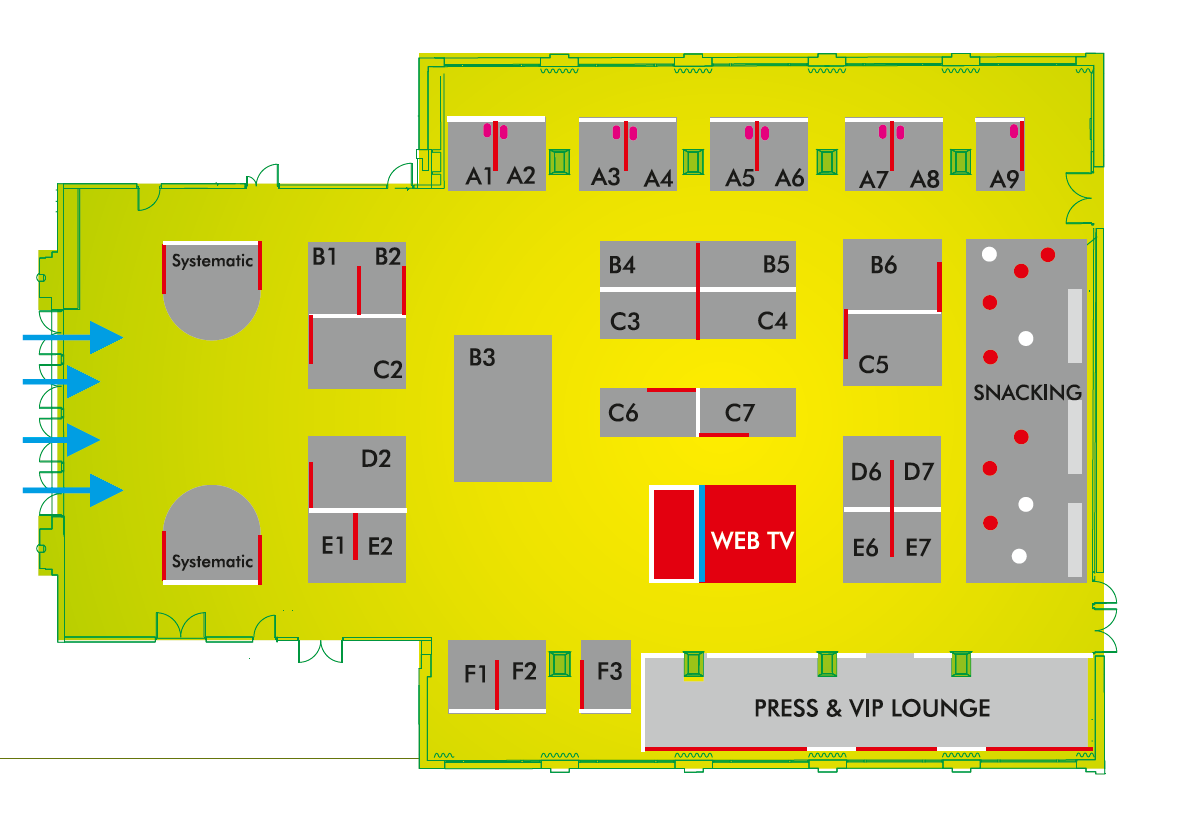 A1 A2 A3 A4 A5 A6 A7 A8 A9
Systematic B1 B2 B4 B5 B6
C3 C4
B3 C2 C5
SNACKING
C6 C7
D2 D6 D7
WEB TV
E1 E2 E6 E7
Systematic
F1 F2 F3
PRESS & VIP LOUNGE